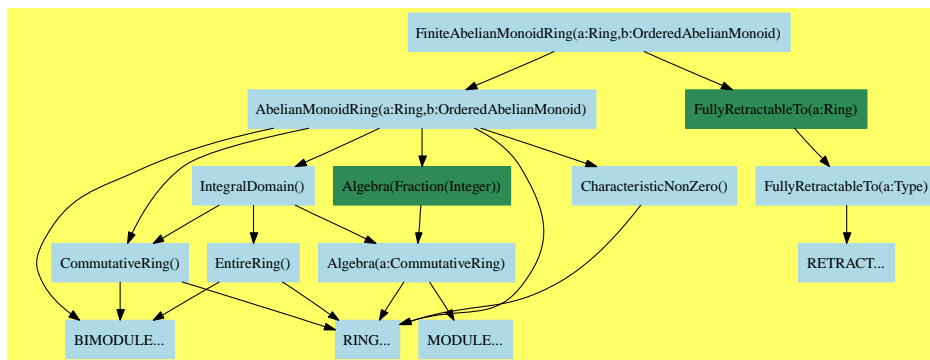 FiniteAbelianMonoidRing(a:Ring,b:OrderedAbelianMonoid)
AbelianMonoidRing(a:Ring,b:OrderedAbelianMonoid)
FullyRetractableTo(a:Ring)
IntegralDomain()
Algebra(Fraction(Integer))
CharacteristicNonZero()
FullyRetractableTo(a:Type)
CommutativeRing()
EntireRing()
Algebra(a:CommutativeRing)
RETRACT...
BIMODULE...
RING...
MODULE...